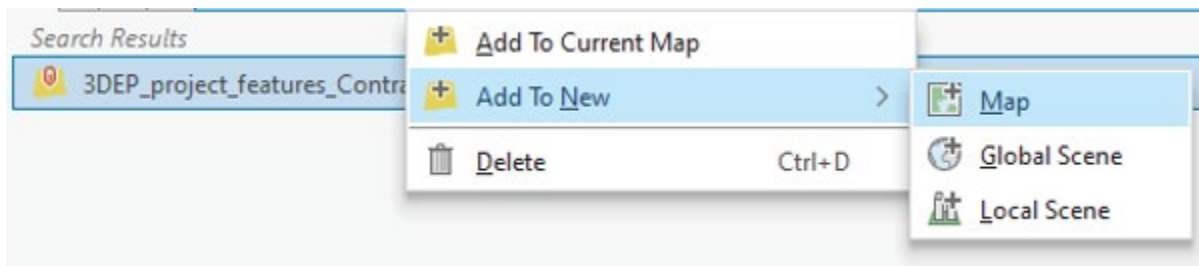 Search Results
3DEP_project_features_Contra
Add To Current Map
Add To New
Delete Ctrl+D
Map
Global Scene
Local Scene